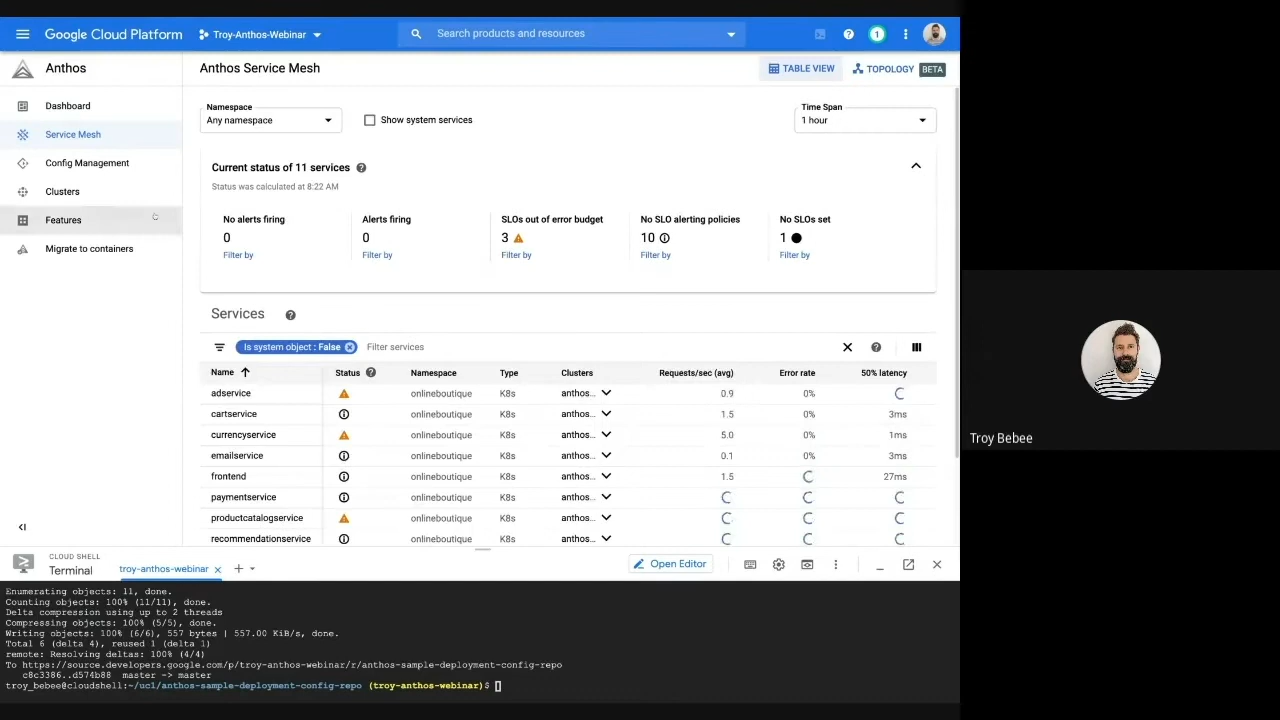 Google Cloud Platform
Troy-Anthos-Webinar
Search products and resources
1
Anthos
Dashboard
Service Mesh
Config Management
Clusters
Features
Migrate to containers
Anthos Service Mesh
TABLE VIEW
TOPOLOGY BETA
Namespace
Any namespace
Show system services
Time Span
1 hour
Current status of 11 services
Status was calculated at 8:22 AM
No alerts firing
0
Filter by
Alerts firing
0
Filter by
SLOs out of error budget
3
Filter by
No SLO alerting policies
10
Filter by
No SLOs set
1
Filter by
Services
Is system object : False Filter services
Name Status Namespace Type Clusters Requests/sec (avg) Error rate 50% latency
adservice onlineboutique K8s anthos... 0.9 0%
cartservice onlineboutique K8s anthos... 1.5 0% 3ms
currencyservice onlineboutique K8s anthos... 5.0 0% 1ms
emailservice onlineboutique K8s anthos... 0.1 0% 3ms
frontend onlineboutique K8s anthos... 1.5 27ms
paymentservice onlineboutique K8s anthos...
productcatalogservice onlineboutique K8s anthos...
recommendationservice onlineboutique K8s anthos...
CLOUD SHELL
Terminal
troy-anthos-webinar
Open Editor
Enumerating objects: 11, done.
Counting objects: 100% (11/11), done.
Delta compression using up to 2 threads
Compressing objects: 100% (5/5), done.
Writing objects: 100% (6/6), 557 bytes | 557.00 KiB/s, done.
Total 6 (delta 4), reused 1 (delta 1)
remote: Resolving deltas: 100% (4/4)
To https://source.developers.google.com/p/troy-anthos-webinar/r/anthos-sample-deployment-config-repo
c8c3386..d574b88 master -> master
troy_bebee@cloudshell:~/uc1/anthos-sample-deployment-config-repo (troy-anthos-webinar)$
Troy Bebee